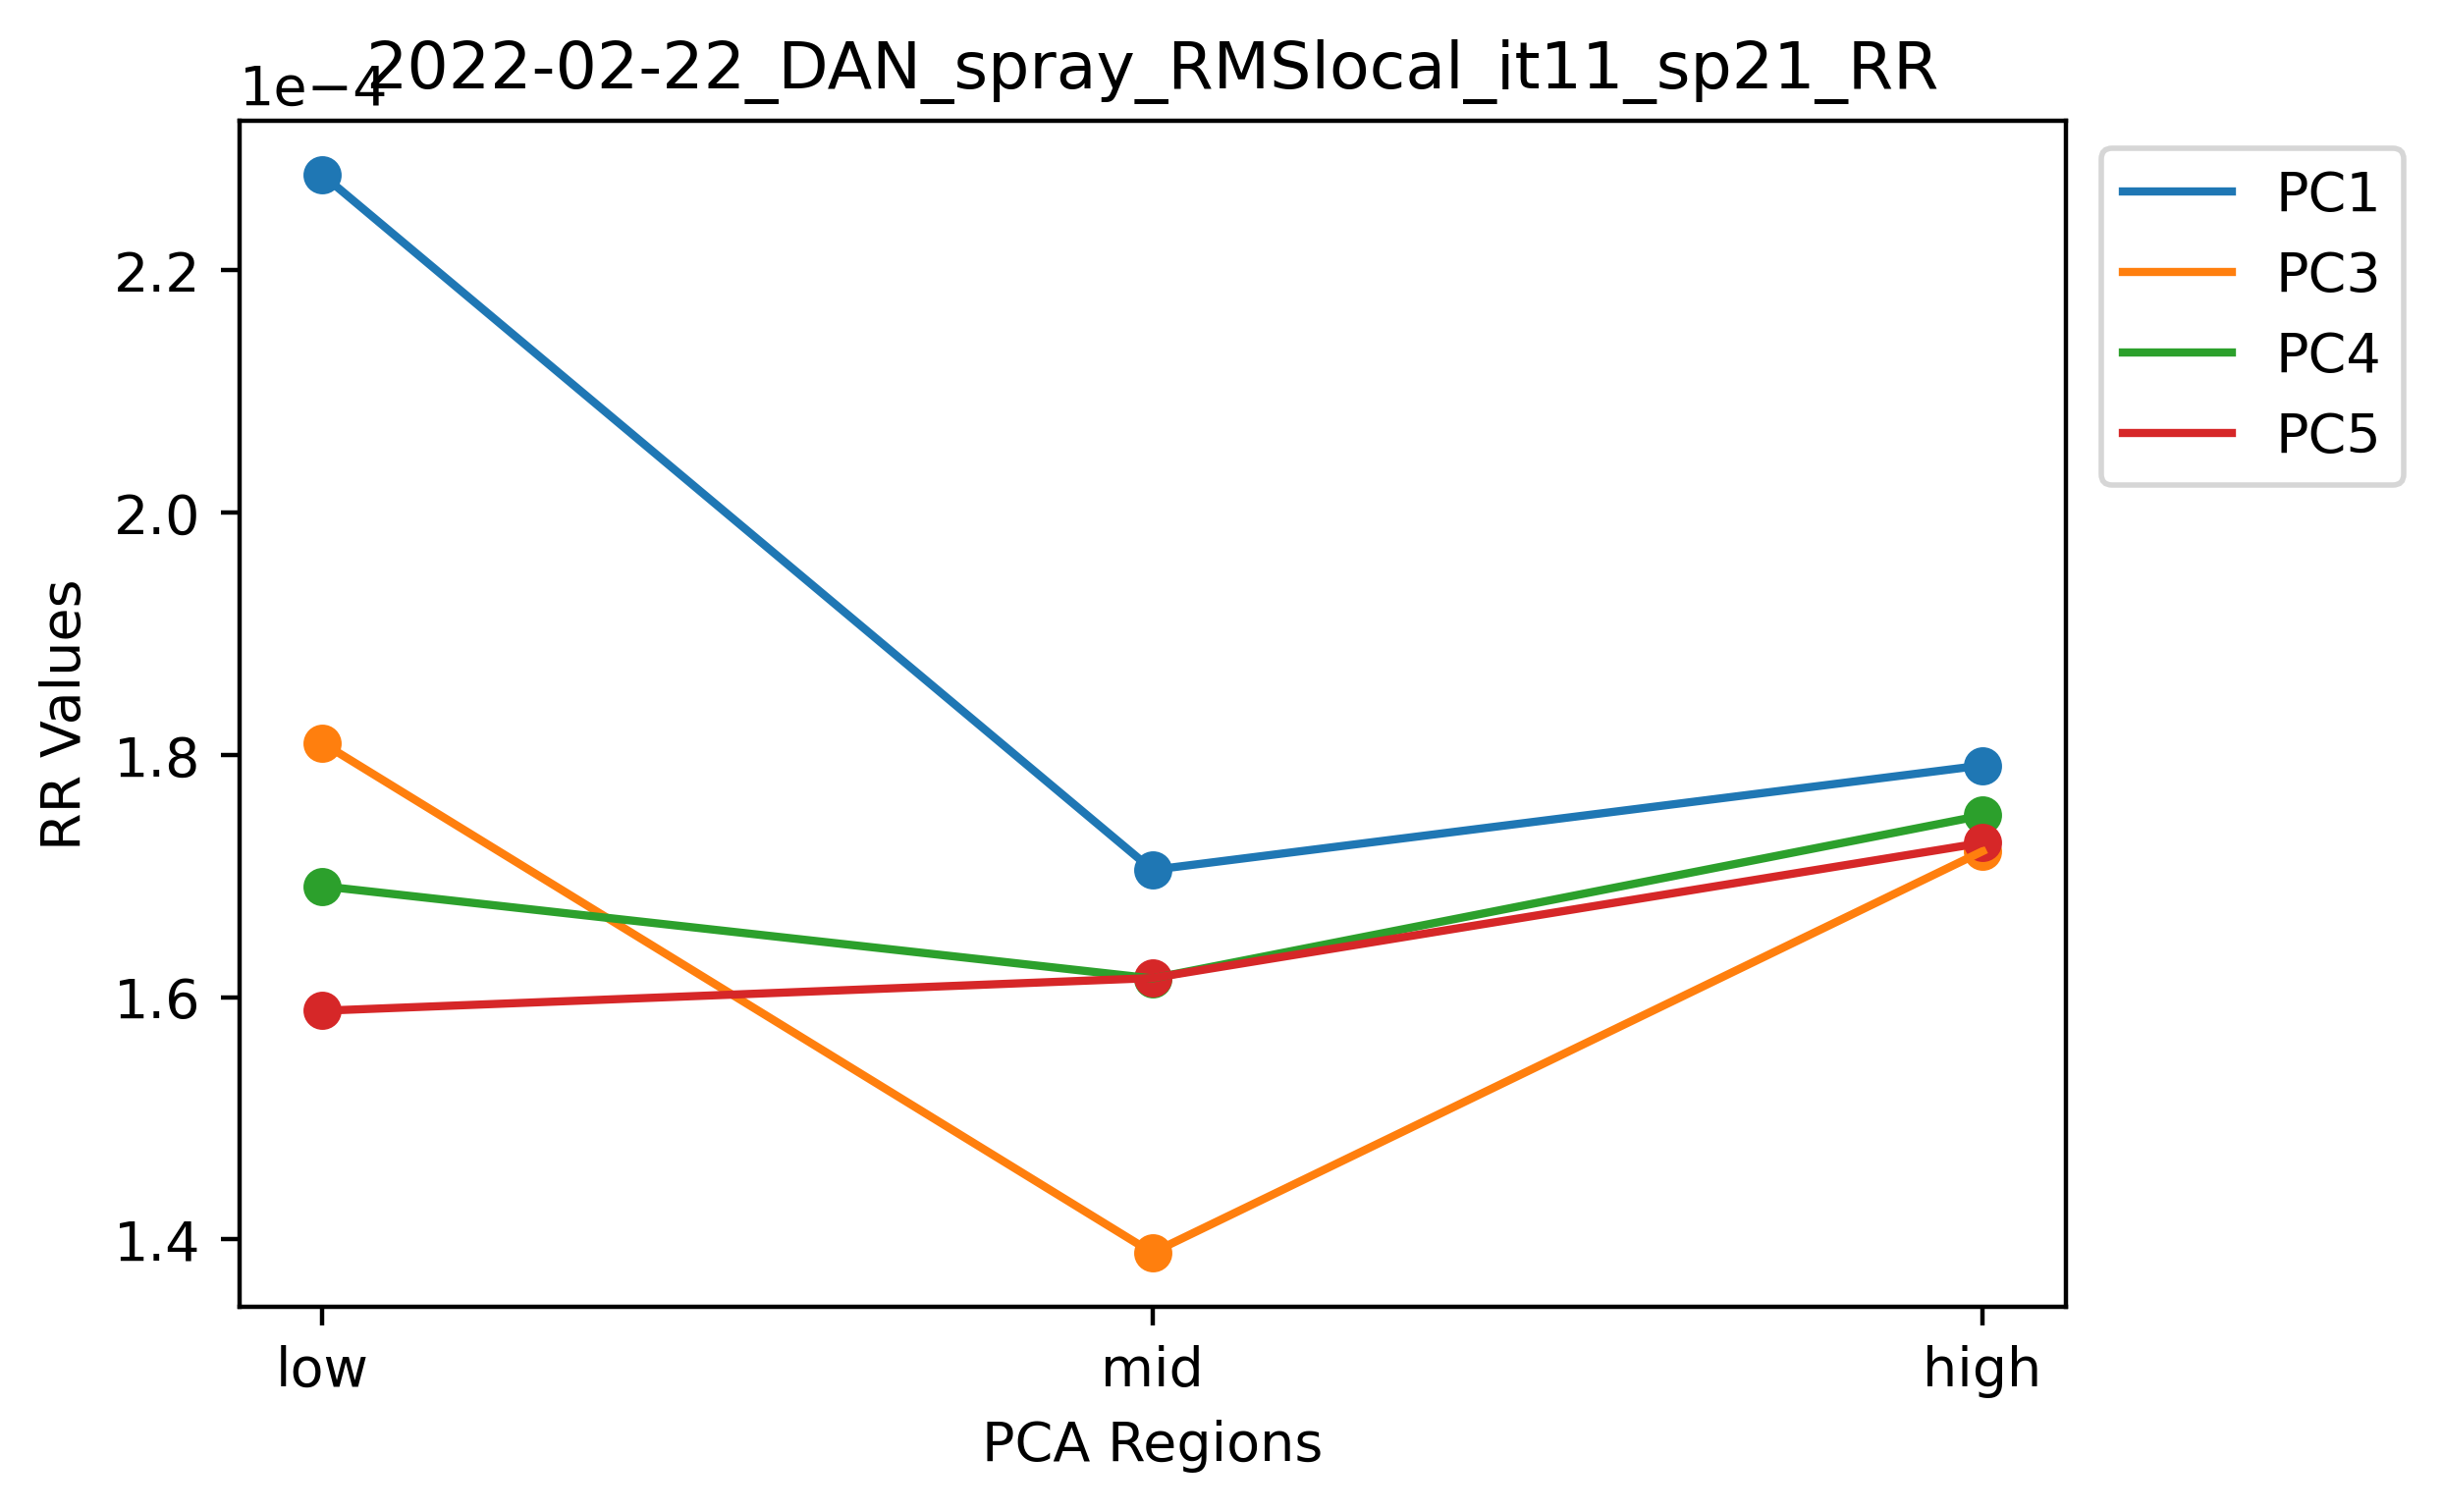 1e−4
2022-02-22_DAN_spray_RMSlocal_it11_sp21_RR
PC1
PC3
PC4
PC5
2.2
2.0
1.8
1.6
1.4
RR Values
low mid high
PCA Regions